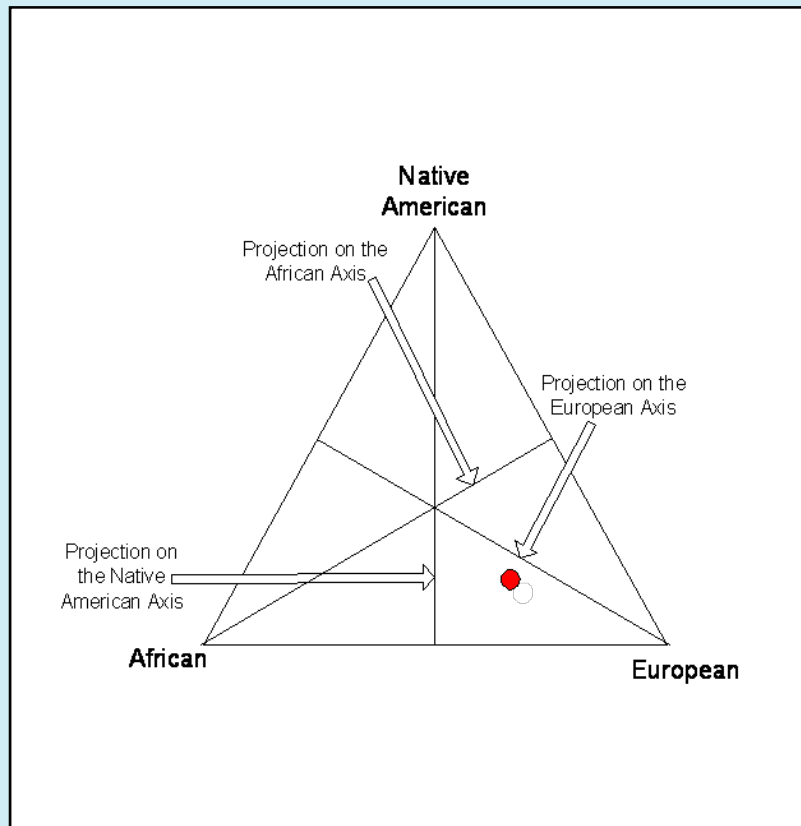 Native
American
Projection on the
African Axis
Projection on the
European Axis
Projection on
the Native
American Axis
African
European